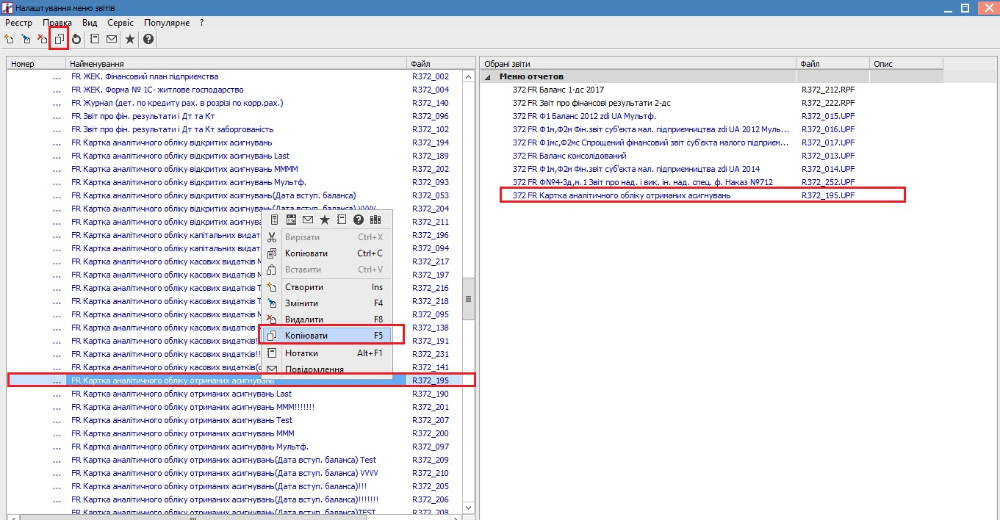 Налаштування меню звітів
Реєстр Правка Вид Сервіс Популярне ?
Номер Найменування Файл
... FR ЖЕК. Фінансовий план підприємства R372_002
... FR ЖЕК. Форма № 1С- житлове господарство R372_004
... FR Журнал (дет. по кредиту рах. в розрізі по корр.рах.) R372_140
... FR Звіт про фін. результати і Дт та Кт R372_096
... FR Звіт про фін. результати і Дт та Кт заборгованість R372_102
... FR Картка аналітичного обліку відкритих асигнувань R372_194
... FR Картка аналітичного обліку відкритих асигнувань Last R372_189
... FR Картка аналітичного обліку відкритих асигнувань MMMM R372_202
... FR Картка аналітичного обліку відкритих асигнувань Мультф. R372_093
... FR Картка аналітичного обліку відкритих асигнувань(Дата вступ. баланса) R372_053
... FR Картка аналітичного обліку відкритих асигнувань(Дата вступ. баланса) VVVV R372_204
... FR Картка аналітичного обліку відкритих асигнува R372_211
... FR Картка аналітичного обліку капітальних видат R372_196
... FR Картка аналітичного обліку капітальних видат R372_094
... FR Картка аналітичного обліку касових видатків M R372_217
... FR Картка аналітичного обліку касових видатків R372_197
... FR Картка аналітичного обліку касових видатків T R372_216
... FR Картка аналітичного обліку касових видатків T R372_218
... FR Картка аналітичного обліку касових видатків М R372_095
... FR Картка аналітичного обліку касових видатків R372_138
... FR Картка аналітичного обліку касових видатків! R372_191
... FR Картка аналітичного обліку касових видатків!! R372_231
... FR Картка аналітичного обліку касових видатків( R372_141
... FR Картка аналітичного обліку отриманих асигнувань R372_195
... FR Картка аналітичного обліку отриманих асигнувань Last R372_190
... FR Картка аналітичного обліку отриманих асигнувань MMM!!!!!!! R372_201
... FR Картка аналітичного обліку отриманих асигнувань Test R372_207
... FR Картка аналітичного обліку отриманих асигнувань MMM R372_200
... FR Картка аналітичного обліку отриманих асигнувань Мультф. R372_097
... FR Картка аналітичного обліку отриманих асигнувань(Дата вступ. баланса) Test R372_209
... FR Картка аналітичного обліку отриманих асигнувань(Дата вступ. баланса) VVVV R372_210
... FR Картка аналітичного обліку отриманих асигнувань(Дата вступ. баланса)!!! R372_205
... FR Картка аналітичного обліку отриманих асигнувань(Дата вступ. баланса)!!!!!!! R372_206
... FR Картка аналітичного обліку отриманих асигнувань(Дата вступ. баланса)TEST R372_208
Вирізати Ctrl+X
Копіювати Ctrl+C
Вставити Ctrl+V
Створити Ins
Змінити F4
Видалити F8
Копіювати F5
Нотатки Alt+F1
Повідомлення
Обрані звіти Файл Опис
Меню отчетов
372 FR Баланс 1-дс 2017 R372_212.RPF
372 FR Звіт про фінансові результати 2-дс R372_222.RPF
372 FR Ф1 Баланс 2012 zdi UA Мультф. R372_015.UPF
372 FR Ф1м,Ф2м Фін.звіт суб'єкта мал. підприємництва zdi UA 2012 Муль... R372_016.UPF
372 FR Ф1мс,Ф2мс Спрощений фінансовий звіт суб'єкта малого підприєм... R372_017.UPF
372 FR Баланс консолідований R372_013.UPF
372 FR Ф1м,Ф2м Фін.звіт суб'єкта мал. підприємництва zdi UA 2014 R372_014.UPF
372 FR Ф№4-3д,м.1 Звіт про над. і вик. ін. над. спец. ф. Наказ №712 R372_252.UPF
372 FR Картка аналітичного обліку отриманих асигнувань R372_195.UPF